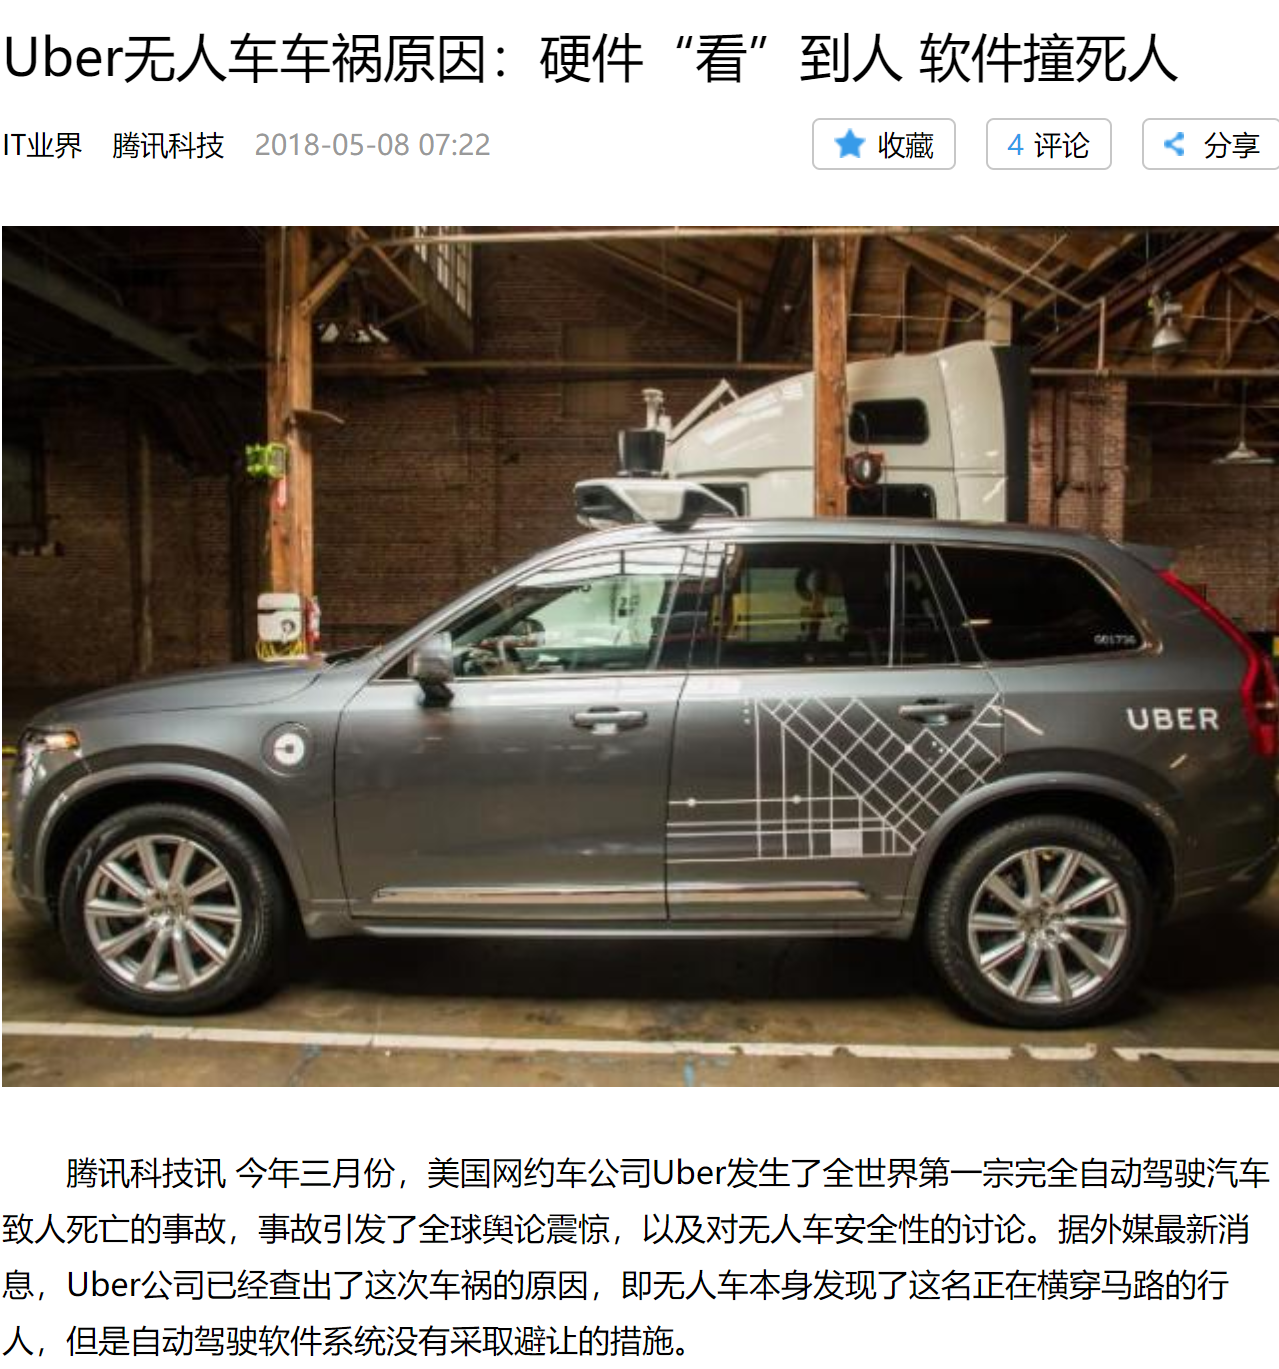 Uber无人车车祸原因：硬件“看”到人 软件撞死人
IT业界 腾讯科技 2018-05-08 07:22 收藏 4 评论 分享
UBER
腾讯科技讯 今年三月份，美国网约车公司Uber发生了全世界第一宗完全自动驾驶汽车
致人死亡的事故，事故引发了全球舆论震惊，以及对无人车安全性的讨论。据外媒最新消
息，Uber公司已经查出了这次车祸的原因，即无人车本身发现了这名正在横穿马路的行
人，但是自动驾驶软件系统没有采取避让的措施。